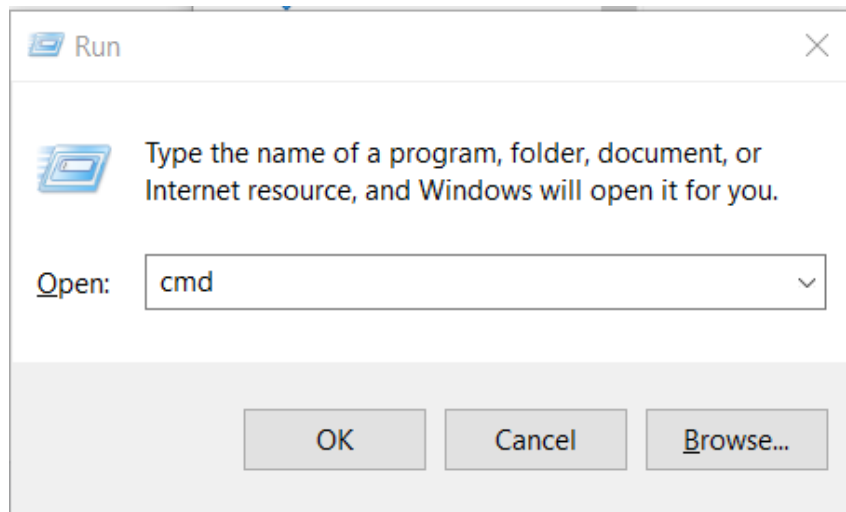 Run
Type the name of a program, folder, document, or
Internet resource, and Windows will open it for you.
Open: cmd
OK Cancel Browse...